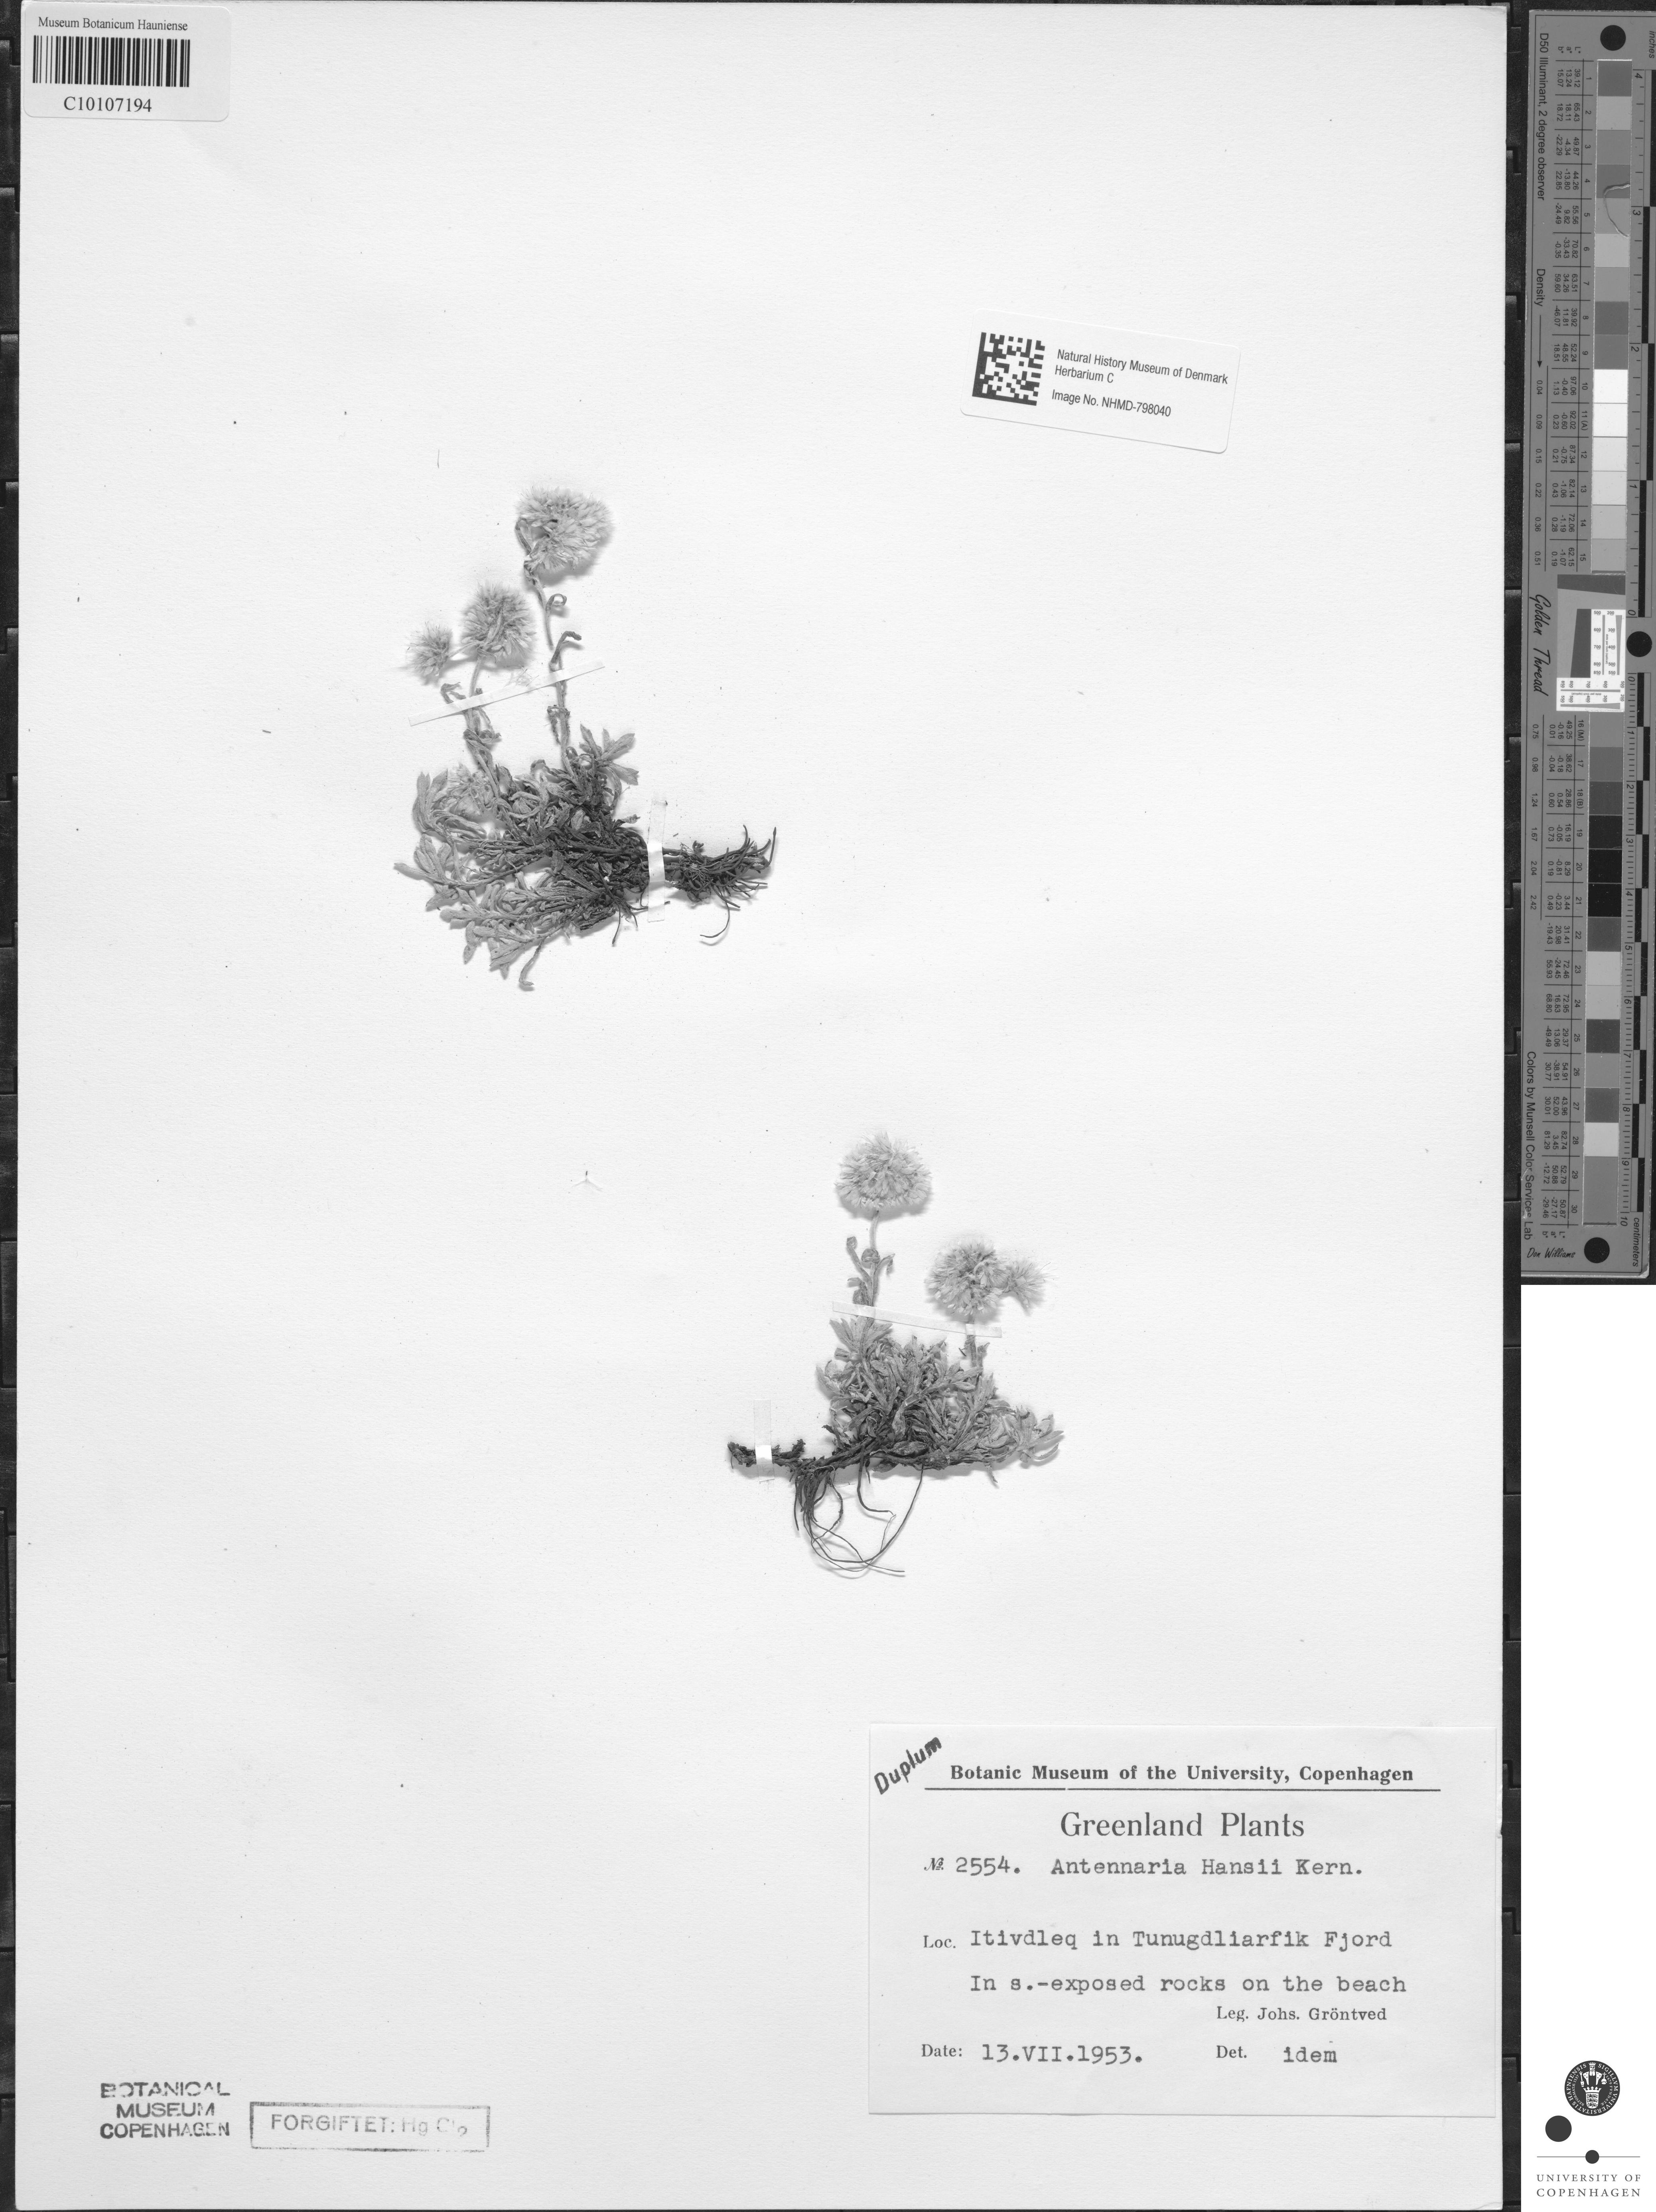 Museum Botanicum Hauniense
C10107194
Natural History Museum of Denmark
Herbarium C
Image No. NHMD-798040
Duplum
Botanic Museum of the University, Copenhagen
Greenland Plants
№ 2554. Antennaria Hansii Kern.
Loc. Itivdleq in Tunugdliarfik Fjord
In s.-exposed rocks on the beach
Leg. Johs. Gröntved
Date: 13.VII.1953. Det. idem
BOTANICAL
MUSEUM
COPENHAGEN
FORGIFTET: Hg Cl2
D50 Illuminant, 2 degree observer
Density
Golden Thread
Colors by Munsell Color Services Lab
Don Williams
inches
centimeters
UNIVERSITY OF
COPENHAGEN